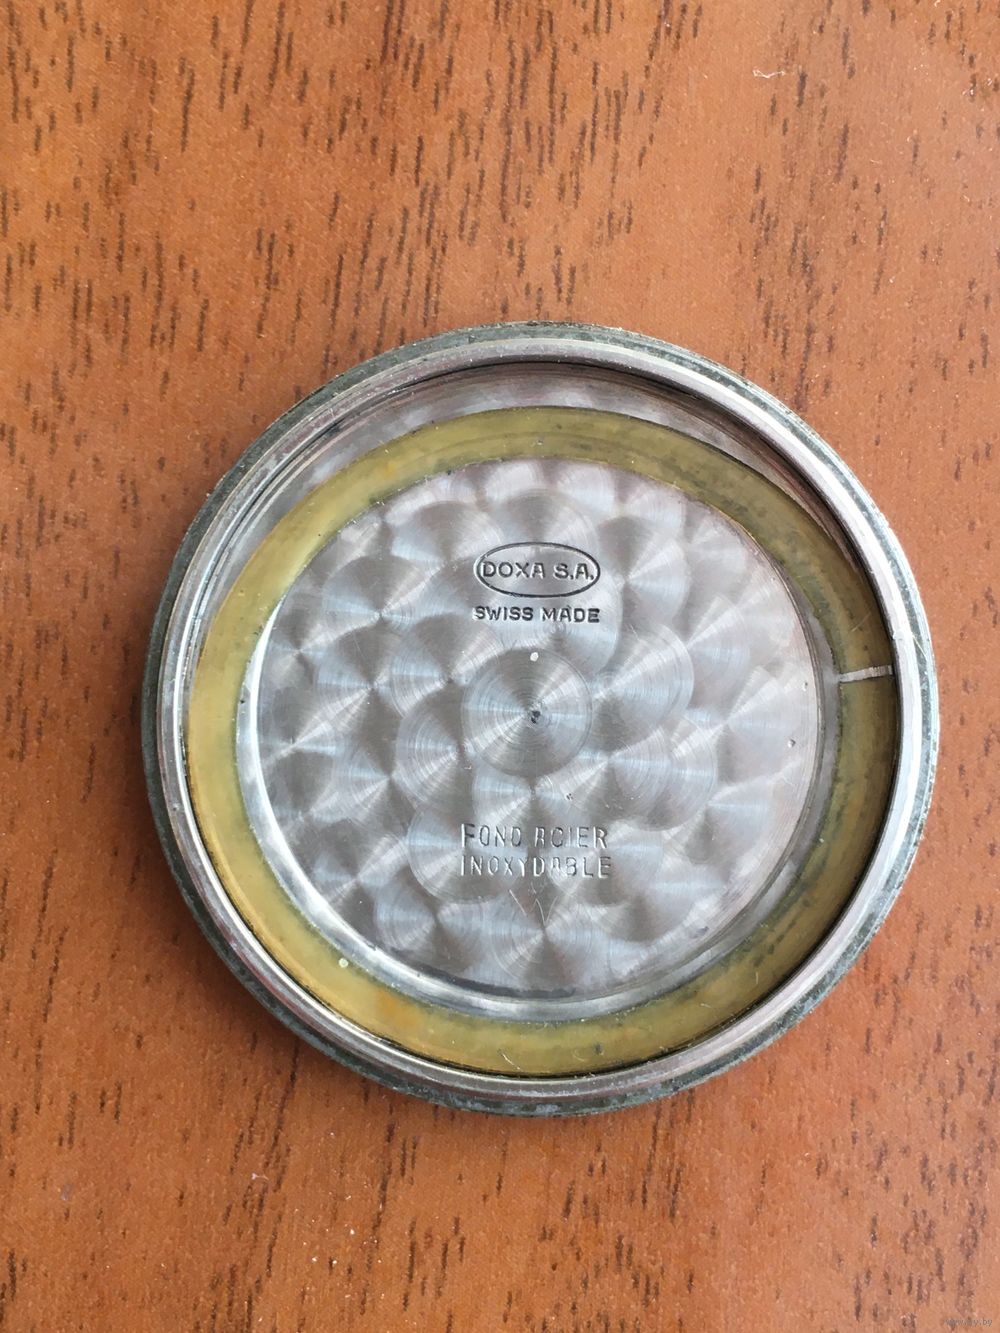 DOXA S.A.
SWISS MADE
FOND ACIER
INOXYDABLE